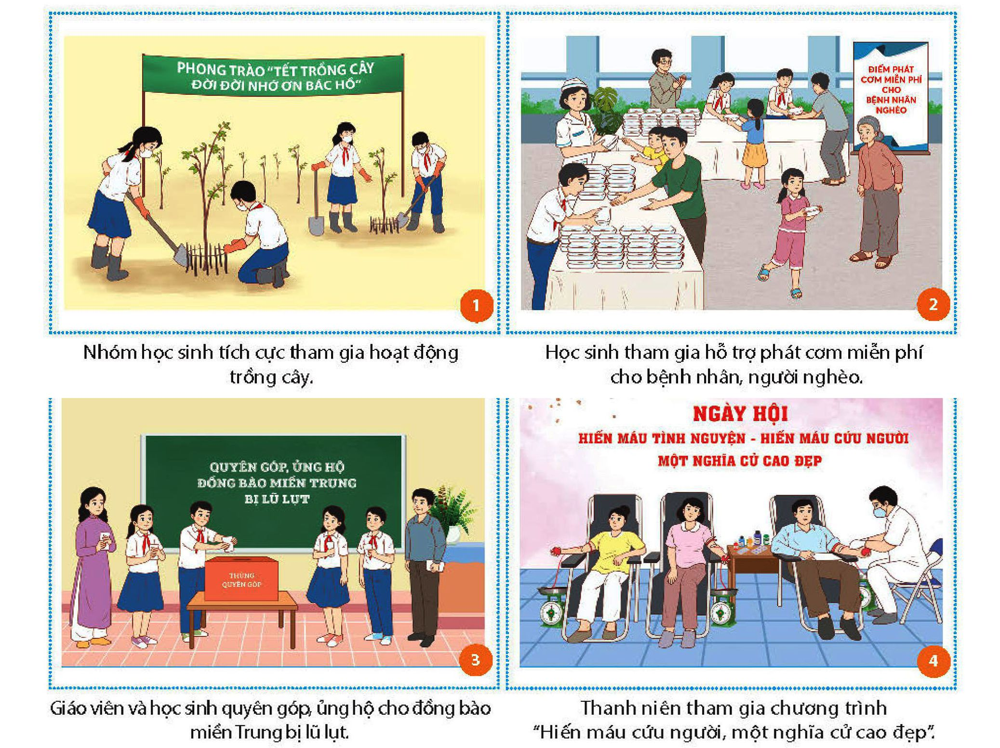 PHONG TRÀO “TẾT TRỒNG CÂY
ĐỜI ĐỜI NHỚ ƠN BÁC HỒ”
1
Nhóm học sinh tích cực tham gia hoạt động
trồng cây.
ĐIỂM PHÁT
CƠM MIỄN PHÍ
CHO
BỆNH NHÂN
NGHÈO
2
Học sinh tham gia hỗ trợ phát cơm miễn phí
cho bệnh nhân, người nghèo.
QUYÊN GÓP, ỦNG HỘ
ĐỒNG BÀO MIỀN TRUNG
BỊ LŨ LỤT
THÙNG
QUYÊN GÓP
3
Giáo viên và học sinh quyên góp, ủng hộ cho đồng bào
miền Trung bị lũ lụt.
NGÀY HỘI
HIẾN MÁU TÌNH NGUYỆN - HIẾN MÁU CỨU NGƯỜI
MỘT NGHĨA CỬ CAO ĐẸP
4
Thanh niên tham gia chương trình
“Hiến máu cứu người, một nghĩa cử cao đẹp”.